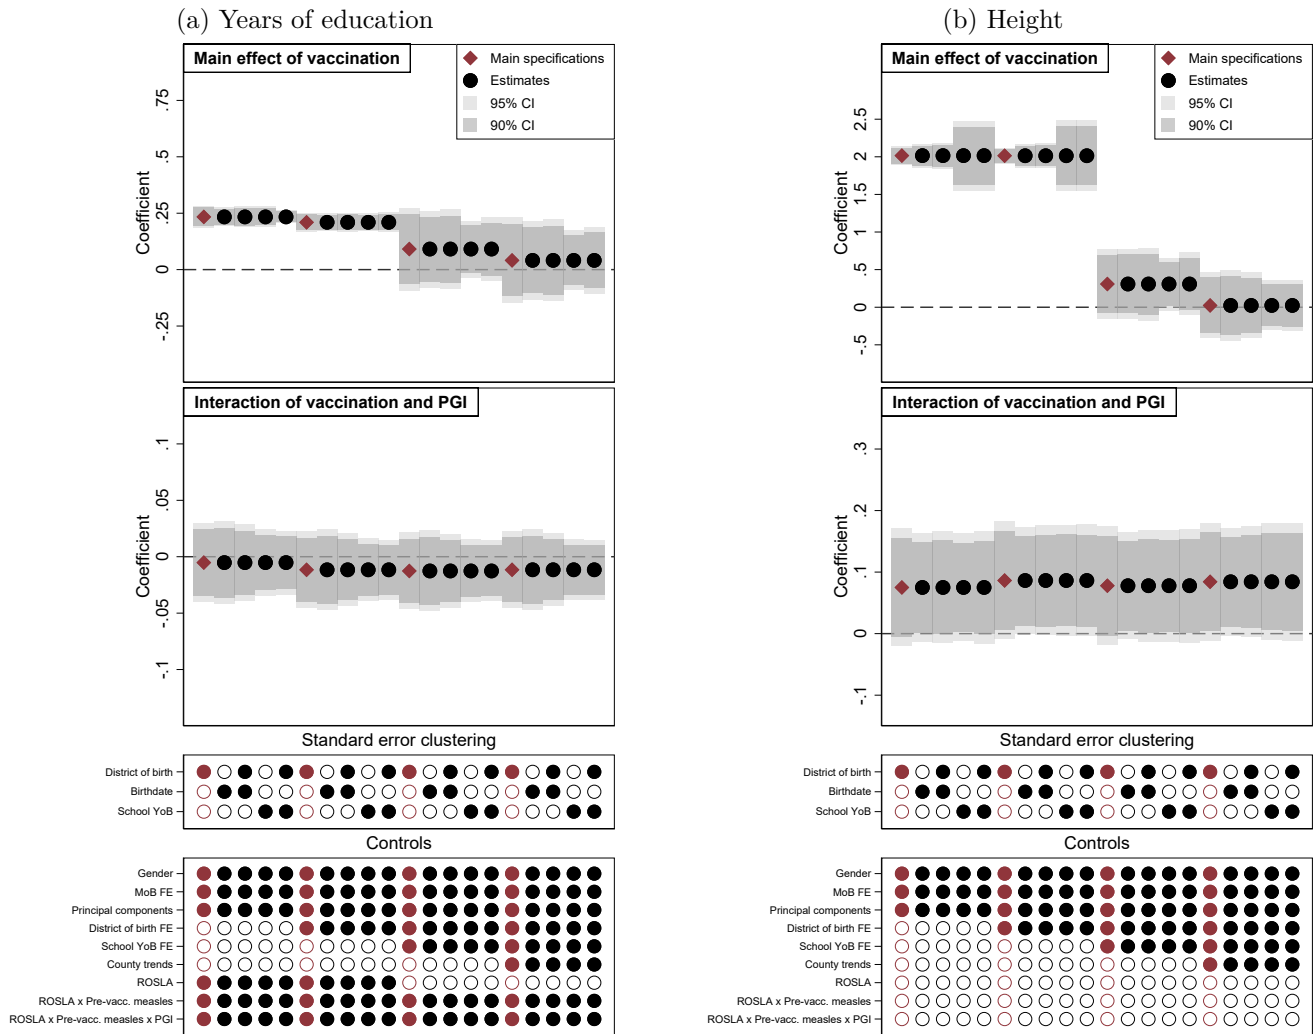 (a) Years of education
Main effect of vaccination
Main specifications
Estimates
95% CI
90% CI
Coefficient
.75
.5
.25
0
-.25
Interaction of vaccination and PGI
Coefficient
.1
.05
0
-.05
-.1
Standard error clustering
District of birth
Birthdate
School YoB
Controls
Gender
MoB FE
Principal components
District of birth FE
School YoB FE
County trends
ROSLA
ROSLA x Pre-vacc. measles
ROSLA x Pre-vacc. measles x PGI
(b) Height
Main effect of vaccination
Main specifications
Estimates
95% CI
90% CI
Coefficient
2.5
2
1.5
1
.5
0
-.5
Interaction of vaccination and PGI
Coefficient
.3
.2
.1
0
-.1
Standard error clustering
District of birth
Birthdate
School YoB
Controls
Gender
MoB FE
Principal components
District of birth FE
School YoB FE
County trends
ROSLA
ROSLA x Pre-vacc. measles
ROSLA x Pre-vacc. measles x PGI